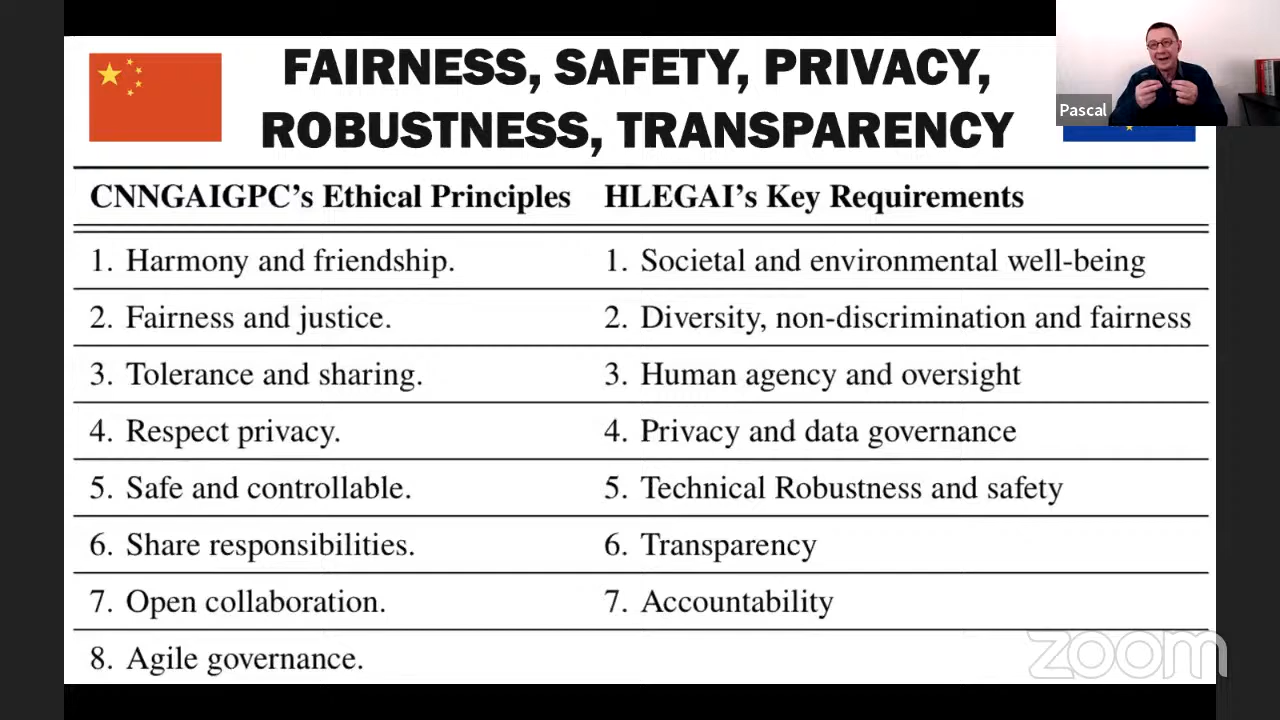 FAIRNESS, SAFETY, PRIVACY,
ROBUSTNESS, TRANSPARENCY
Pascal
CNNGAIGPC’s Ethical Principles HLEGAI’s Key Requirements
1. Harmony and friendship. 1. Societal and environmental well-being
2. Fairness and justice. 2. Diversity, non-discrimination and fairness
3. Tolerance and sharing. 3. Human agency and oversight
4. Respect privacy. 4. Privacy and data governance
5. Safe and controllable. 5. Technical Robustness and safety
6. Share responsibilities. 6. Transparency
7. Open collaboration. 7. Accountability
8. Agile governance.
zoom